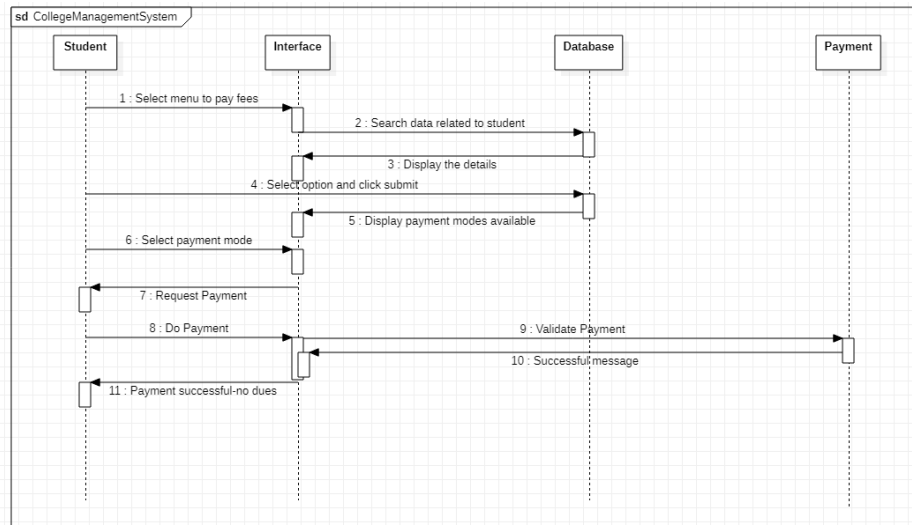 sd CollegeManagementSystem
Student
Interface
Database
Payment
1 : Select menu to pay fees
2 : Search data related to student
3 : Display the details
4 : Select option and click submit
5 : Display payment modes available
6 : Select payment mode
7 : Request Payment
8 : Do Payment
9 : Validate Payment
10 : Successful message
11 : Payment successful-no dues